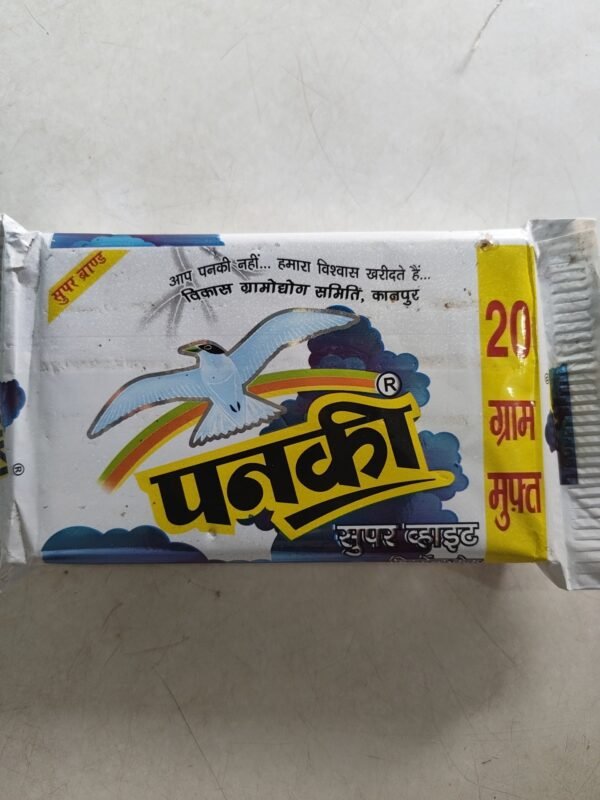 सुपर ब्राण्ड
आप पनकी नहीं... हमारा विश्वास खरीदते हैं...
विकास ग्रामोद्योग समिति, कानपुर
®
पनकी
सुपर व्हाइट
20
ग्राम
मुफ़्त
®